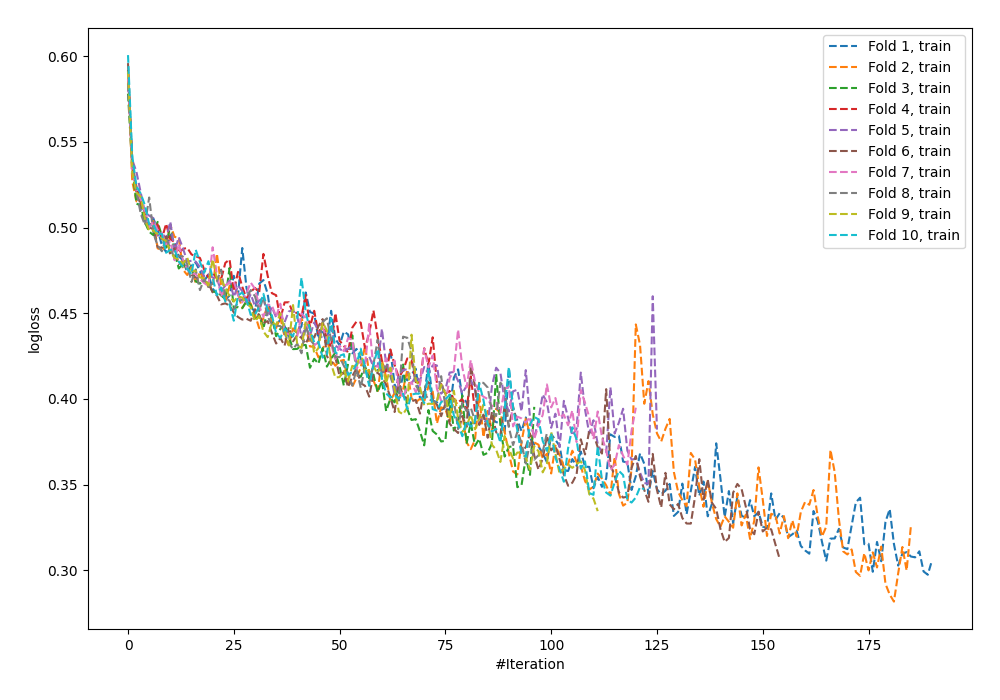 0.60
0.55
0.50
0.45
0.40
0.35
0.30
logloss
0
25
50
75
100
125
150
175
#Iteration
Fold 1, train
Fold 2, train
Fold 3, train
Fold 4, train
Fold 5, train
Fold 6, train
Fold 7, train
Fold 8, train
Fold 9, train
Fold 10, train